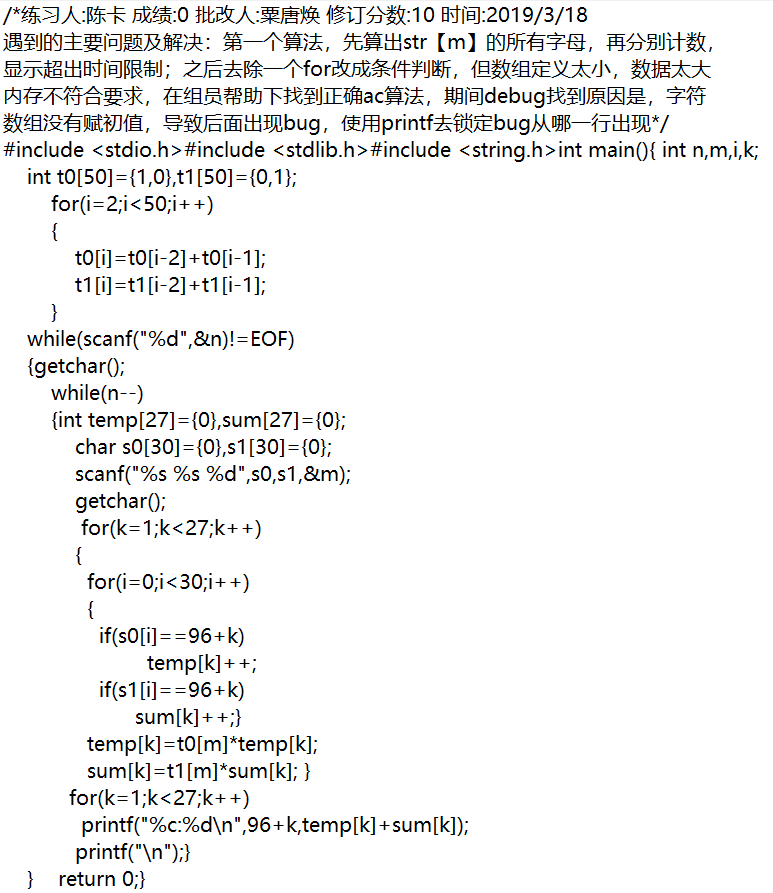 /*练习人:陈卡 成绩:0 批改人:粟唐焕 修订分数:10 时间:2019/3/18
遇到的主要问题及解决：第一个算法，先算出str【m】的所有字母，再分别计数，
显示超出时间限制；之后去除一个for改成条件判断，但数组定义太小，数据太大
内存不符合要求，在组员帮助下找到正确ac算法，期间debug找到原因是，字符
数组没有赋初值，导致后面出现bug，使用printf去锁定bug从哪一行出现*/
#include <stdio.h>#include <stdlib.h>#include <string.h>int main(){ int n,m,i,k;
int t0[50]={1,0},t1[50]={0,1};
for(i=2;i<50;i++)
{
t0[i]=t0[i-2]+t0[i-1];
t1[i]=t1[i-2]+t1[i-1];
}
while(scanf("%d",&n)!=EOF)
{getchar();
while(n--)
{int temp[27]={0},sum[27]={0};
char s0[30]={0},s1[30]={0};
scanf("%s %s %d",s0,s1,&m);
getchar();
for(k=1;k<27;k++)
{
for(i=0;i<30;i++)
{
if(s0[i]==96+k)
temp[k]++;
if(s1[i]==96+k)
sum[k]++;}
temp[k]=t0[m]*temp[k];
sum[k]=t1[m]*sum[k]; }
for(k=1;k<27;k++)
printf("%c:%d\n",96+k,temp[k]+sum[k]);
printf("\n");}
} return 0;}